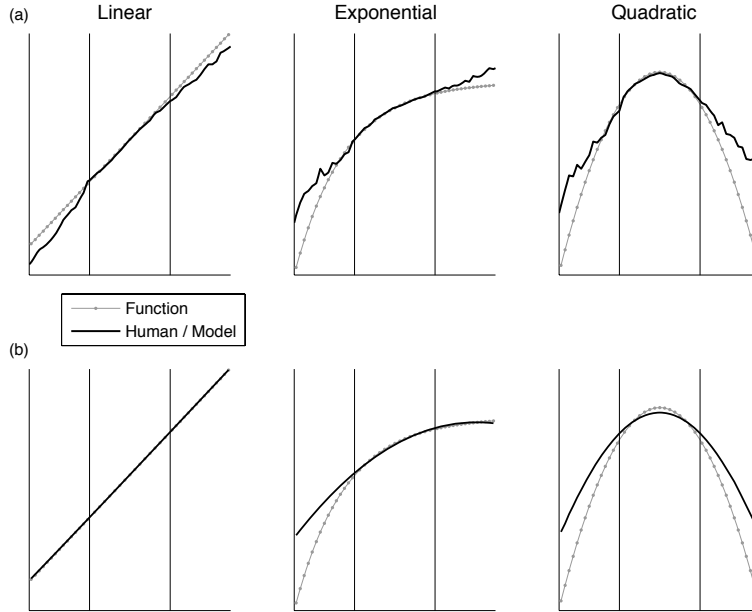 (a)
Linear
Exponential
Quadratic
Function
Human / Model
(b)